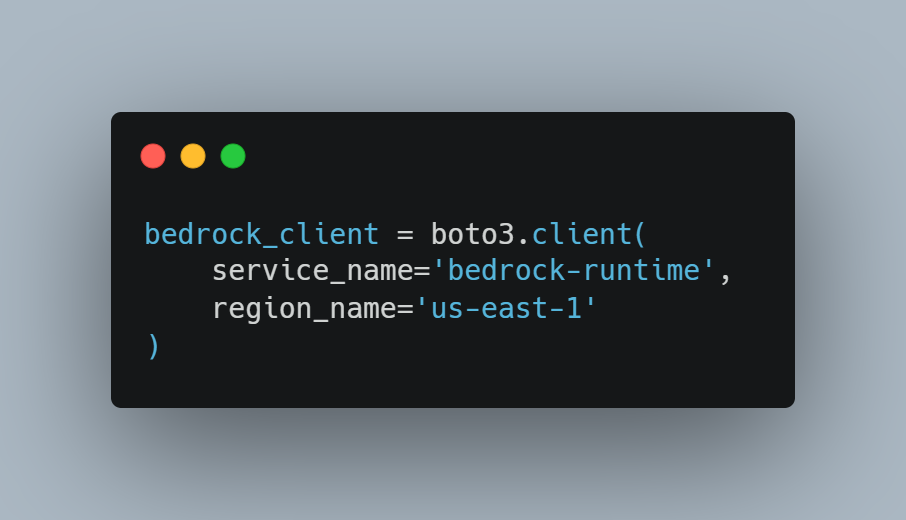 bedrock_client = boto3.client(
    service_name='bedrock-runtime',
    region_name='us-east-1'
)